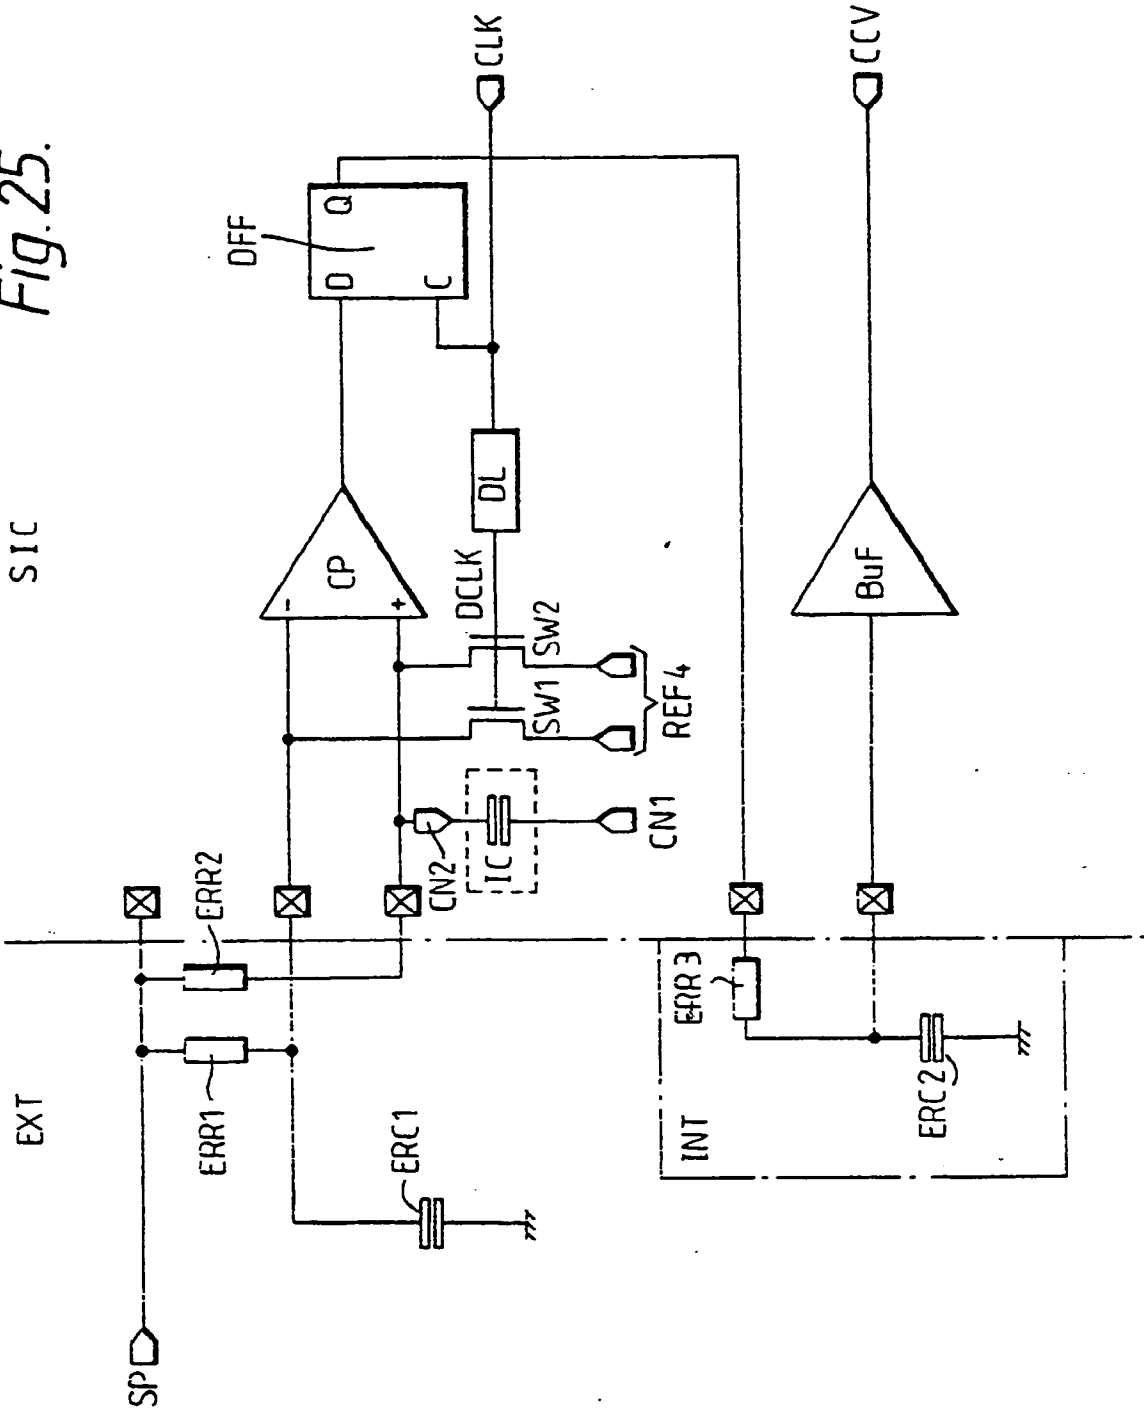 Fig. 25.
SIC
EXT
DFF
D
Q
C
CLK
CP
-
+
DL
DCLK
SW1
SW2
REF4
CN1
CN2
IC
ERR2
ERR1
ERC1
SP
ERR3
ERC2
INT
BuF
CCV